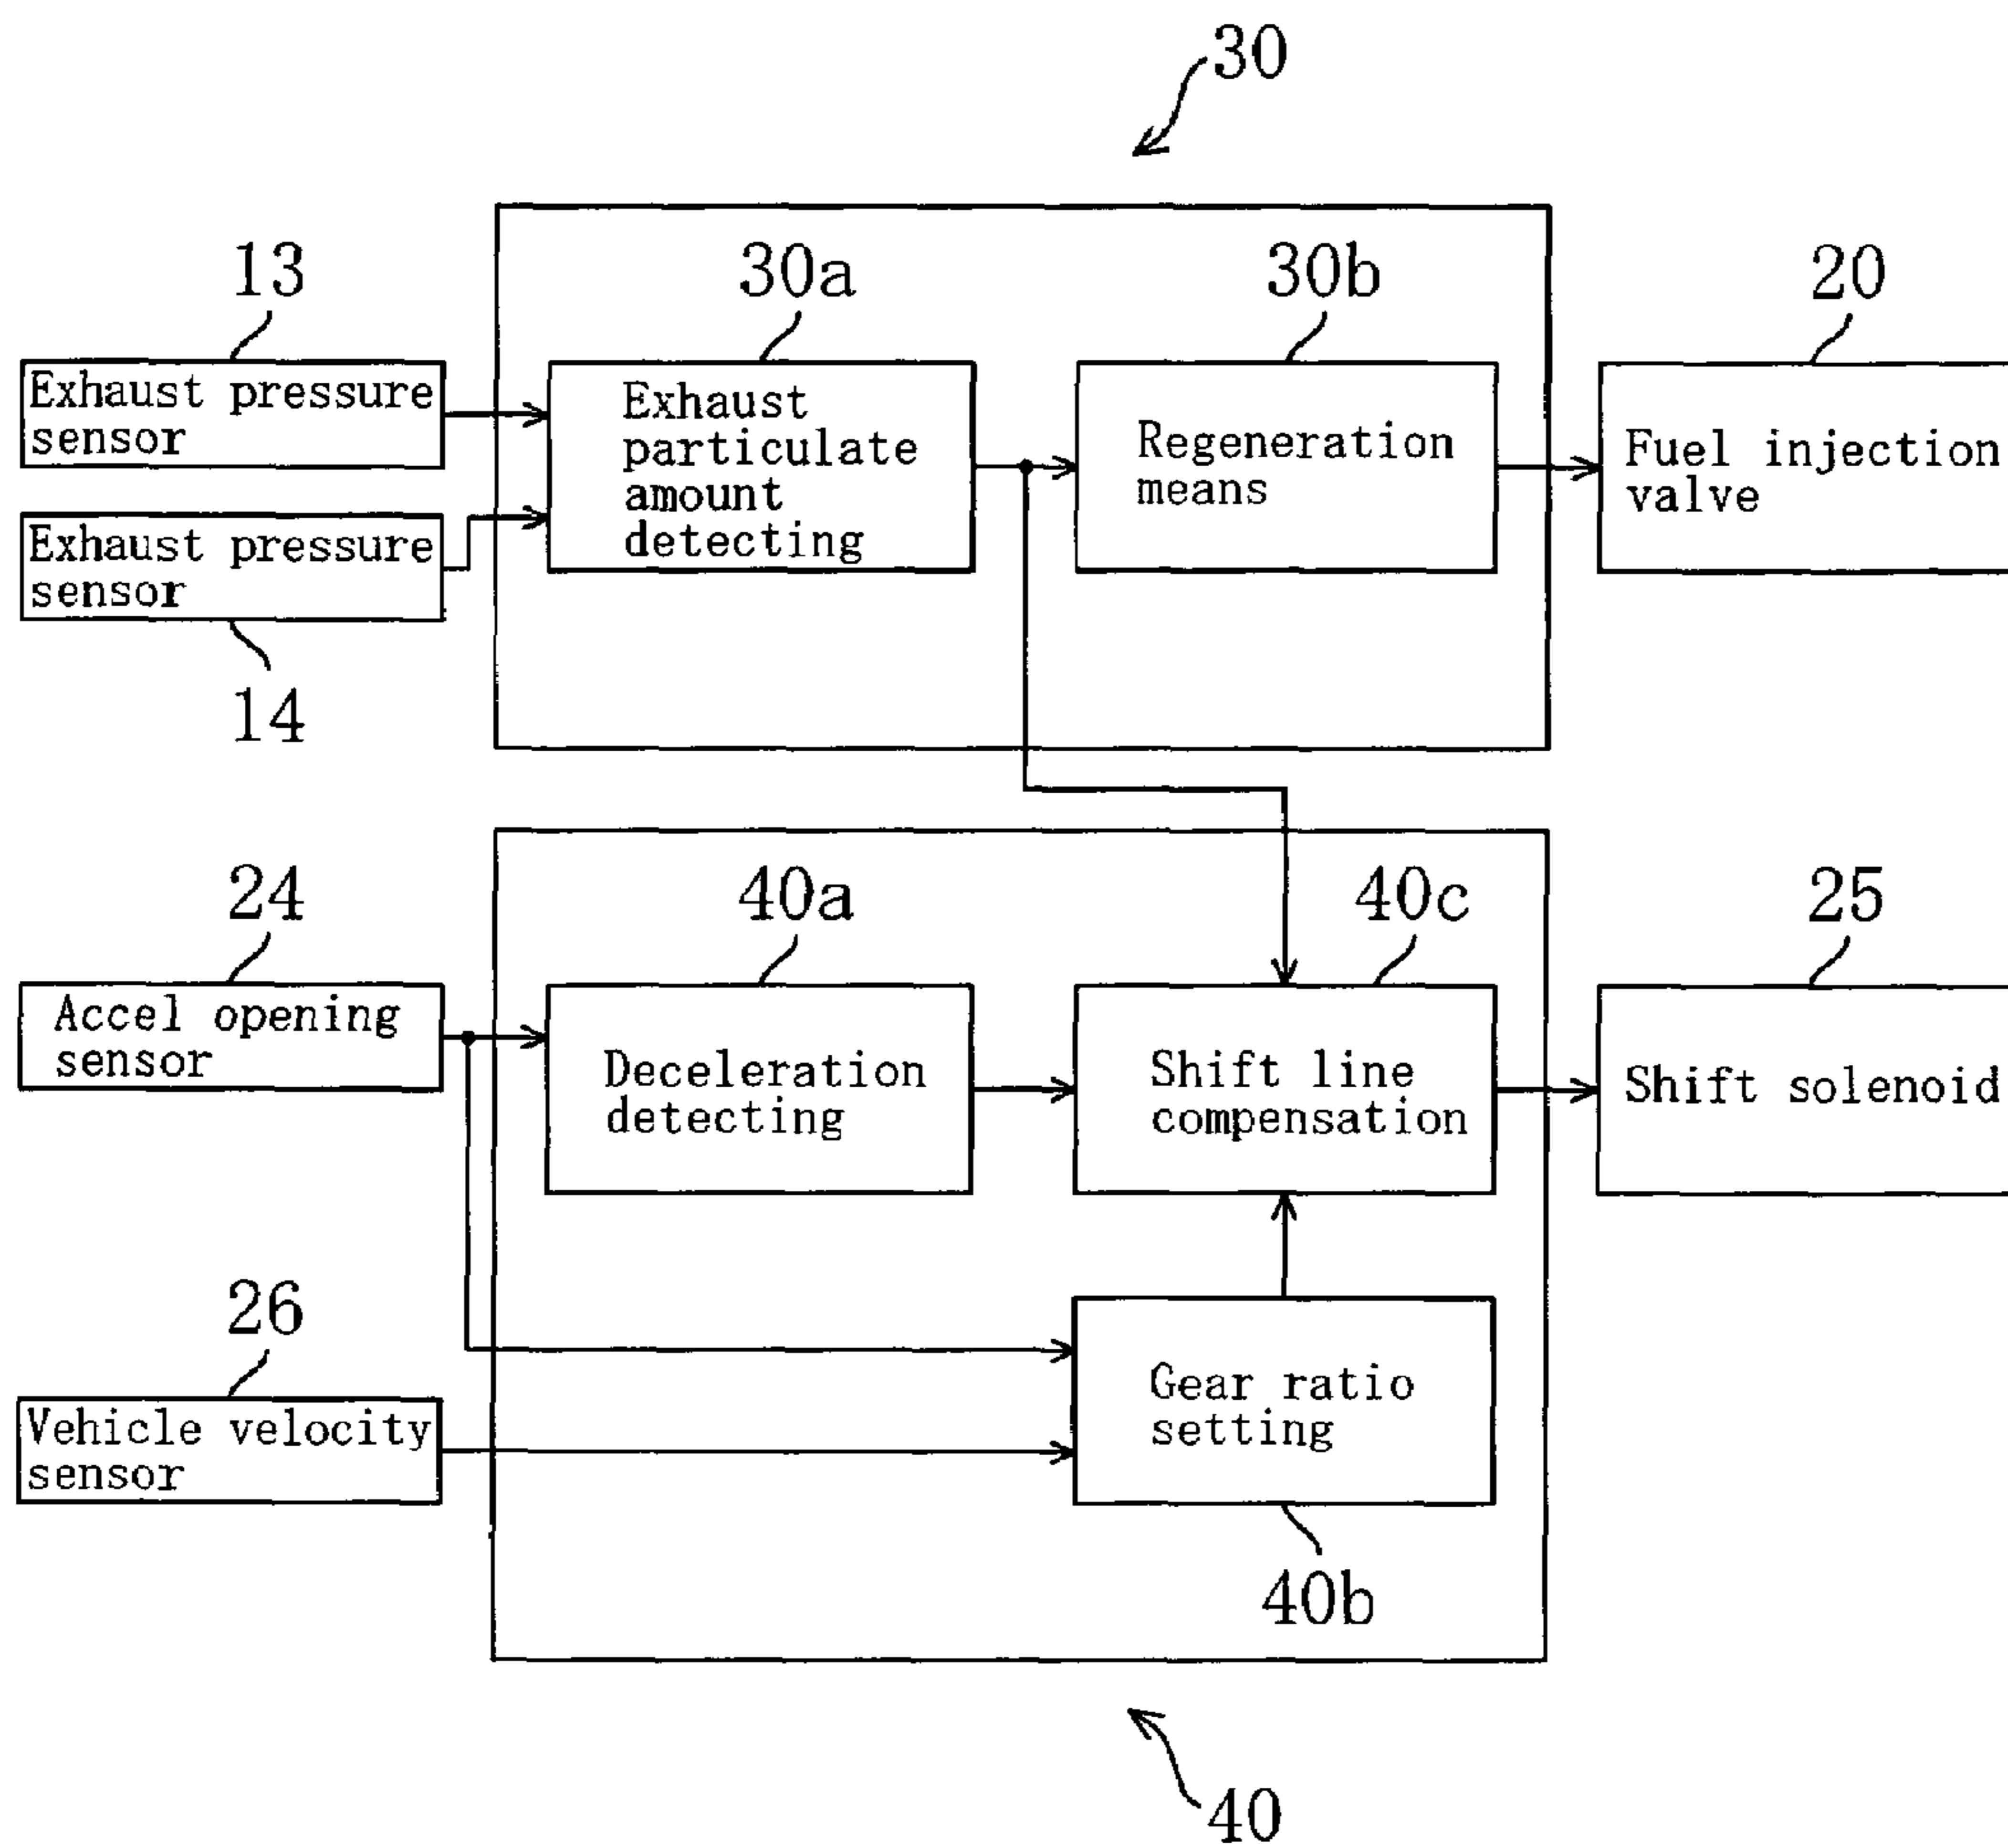 30
13
30a
30b
20
Exhaust pressure
sensor
Exhaust
particulate
amount
detecting
Regeneration
means
Fuel injection
valve
Exhaust pressure
sensor
14
24
40a
40c
25
Accel opening
sensor
Deceleration
detecting
Shift line
compensation
Shift solenoid
26
Vehicle velocity
sensor
Gear ratio
setting
40b
40